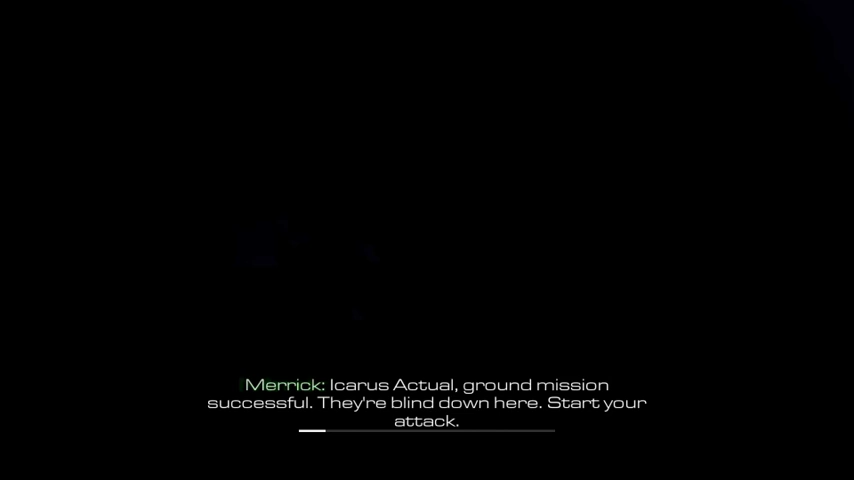 Merrick: Icarus Actual, ground mission
successful. They're blind down here. Start your
attack.